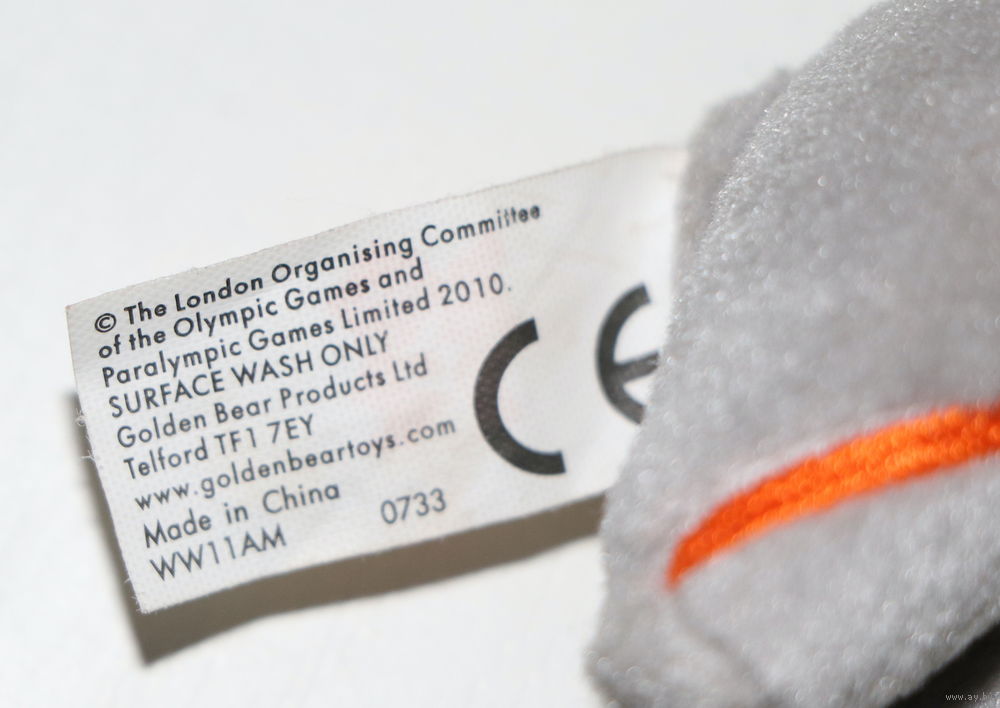 © The London Organising Committee
of the Olympic Games and
Paralympic Games Limited 2010.
SURFACE WASH ONLY
Golden Bear Products Ltd
Telford TF1 7EY
www.goldenbeartoys.com
Made in China 0733
WW11AM
CE